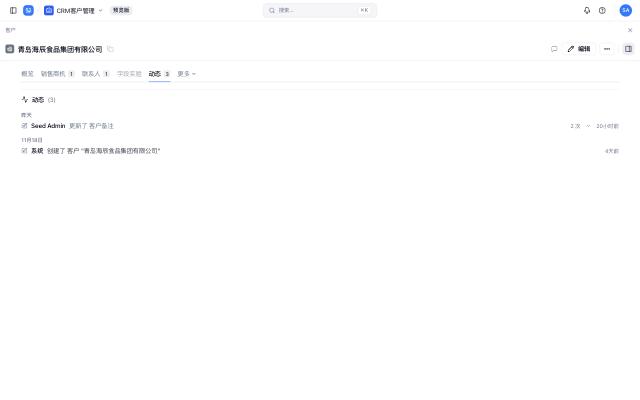 CRM客户管理 预览版 搜索... ⌘K SA
客户
青岛海辰食品集团有限公司 编辑
概览 销售商机 1 联系人 1 字段实验 动态 3 更多
动态 (3)
昨天
Seed Admin 更新了 客户备注 2 次 20小时前
11月18日
系统 创建了 客户 "青岛海辰食品集团有限公司" 4天前